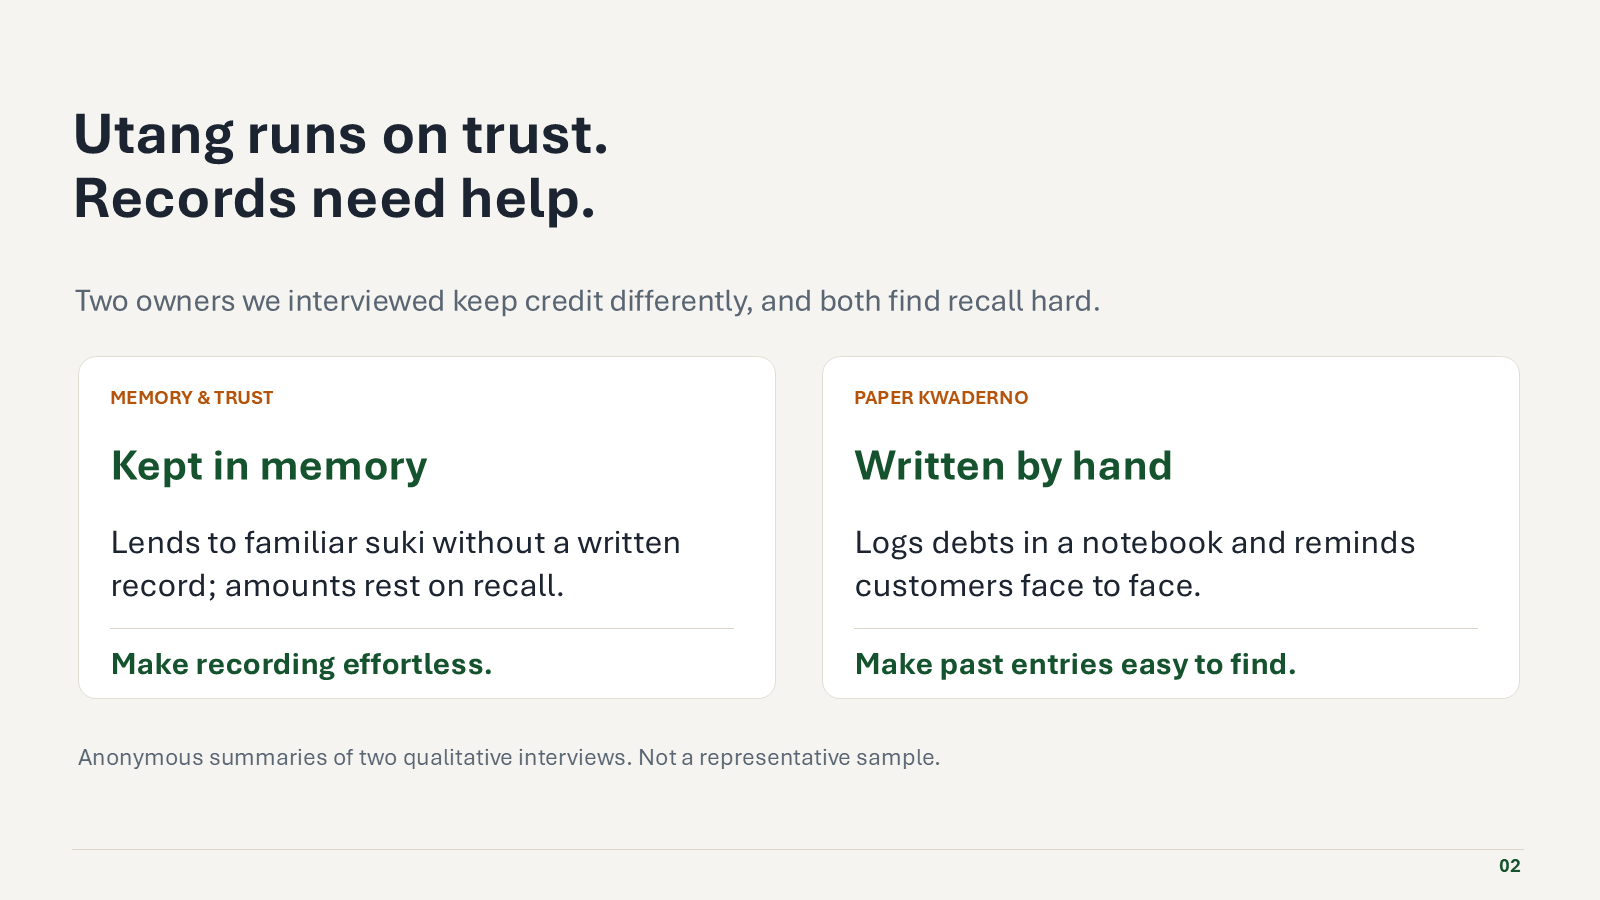 Utang runs on trust.
Records need help.
Two owners we interviewed keep credit differently, and both find recall hard.
MEMORY & TRUST
Kept in memory
Lends to familiar suki without a written
record; amounts rest on recall.
Make recording effortless.
PAPER KWADERNO
Written by hand
Logs debts in a notebook and reminds
customers face to face.
Make past entries easy to find.
Anonymous summaries of two qualitative interviews. Not a representative sample.
02